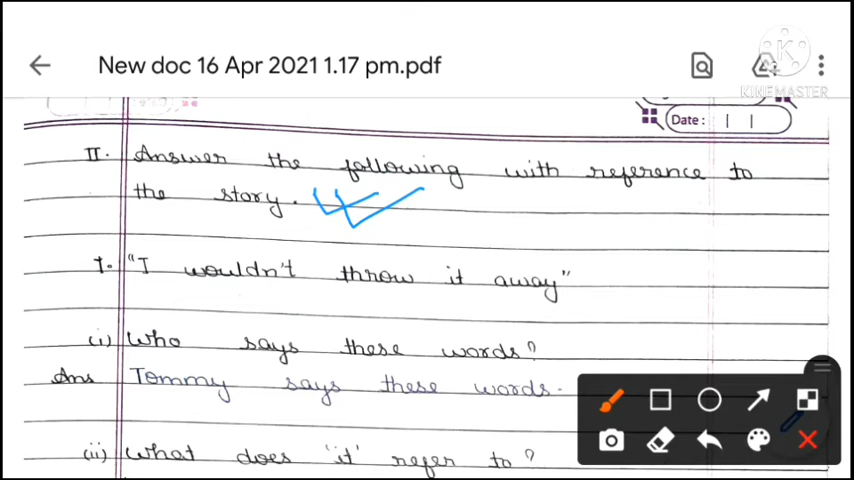 New doc 16 Apr 2021 1.17 pm.pdf
KINEMASTER
Date :
II. Answer the following with reference to
the story.
1. "I wouldn't throw it away"
(i) Who says these words?
Ans Tommy says these words.
(ii) What does 'it' refer to?